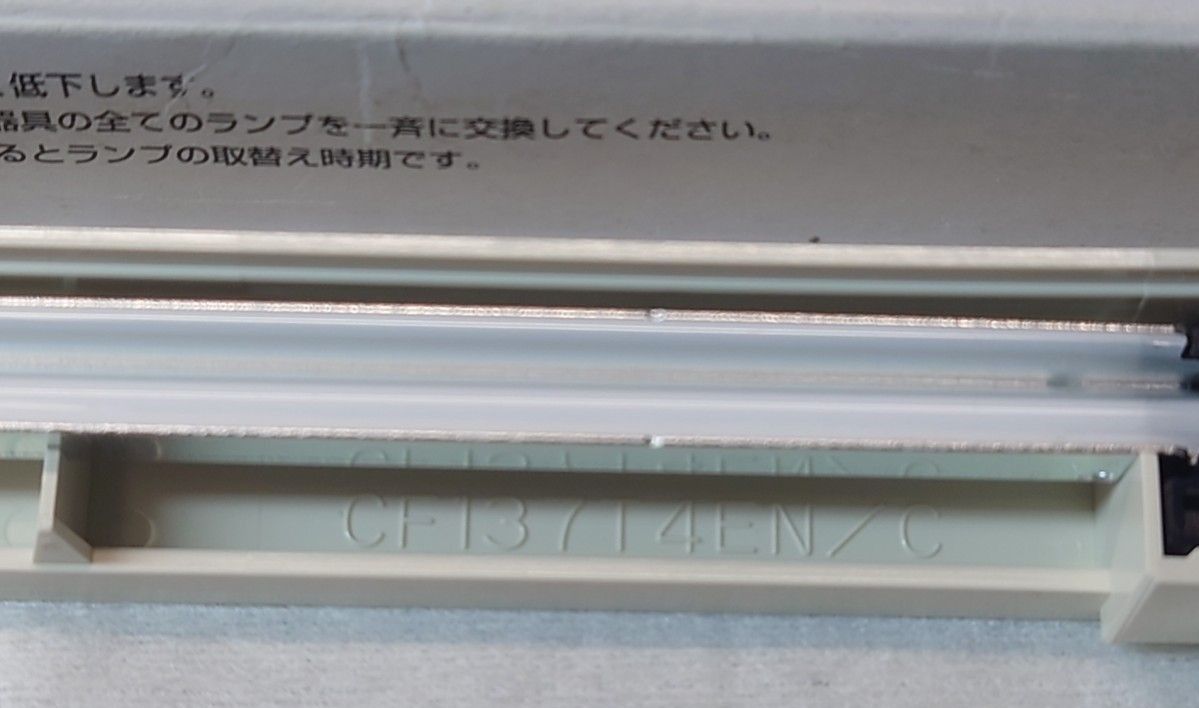 低下します。
器具の全てのランプを一斉に交換してください。
るとランプの取替え時期です。
CF13714EN/C